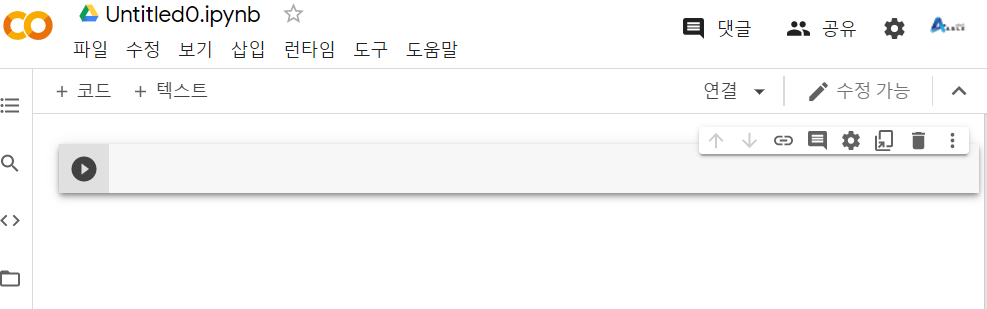 Untitled0.ipynb
파일 수정 보기 삽입 런타임 도구 도움말
댓글 공유
+ 코드 + 텍스트
연결 수정 가능